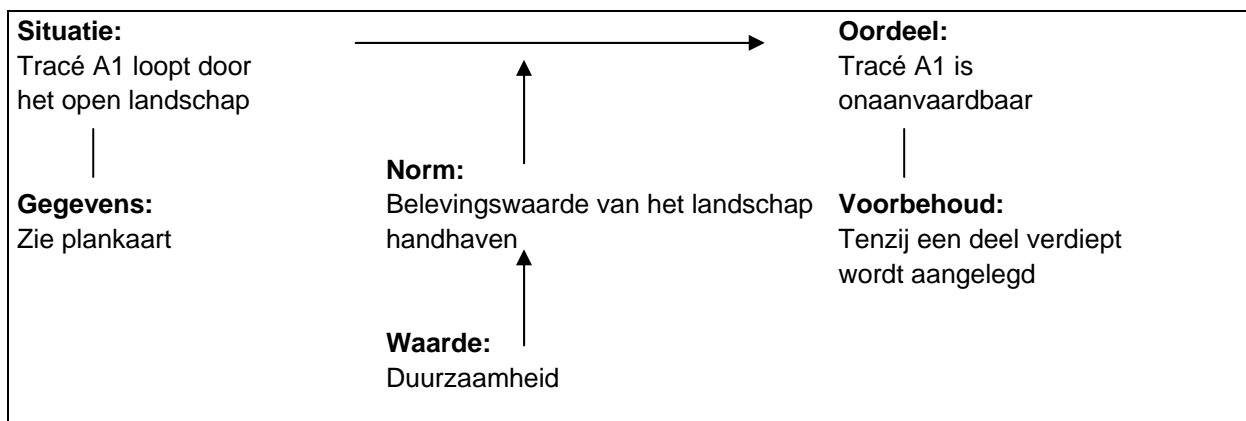 Situatie:
Tracé A1 loopt door
het open landschap
Gegevens:
Zie plankaart
Norm:
Belevingswaarde van het landschap
handhaven
Waarde:
Duurzaamheid
Oordeel:
Tracé A1 is
onaanvaardbaar
Voorbehoud:
Tenzij een deel verdiept
wordt aangelegd